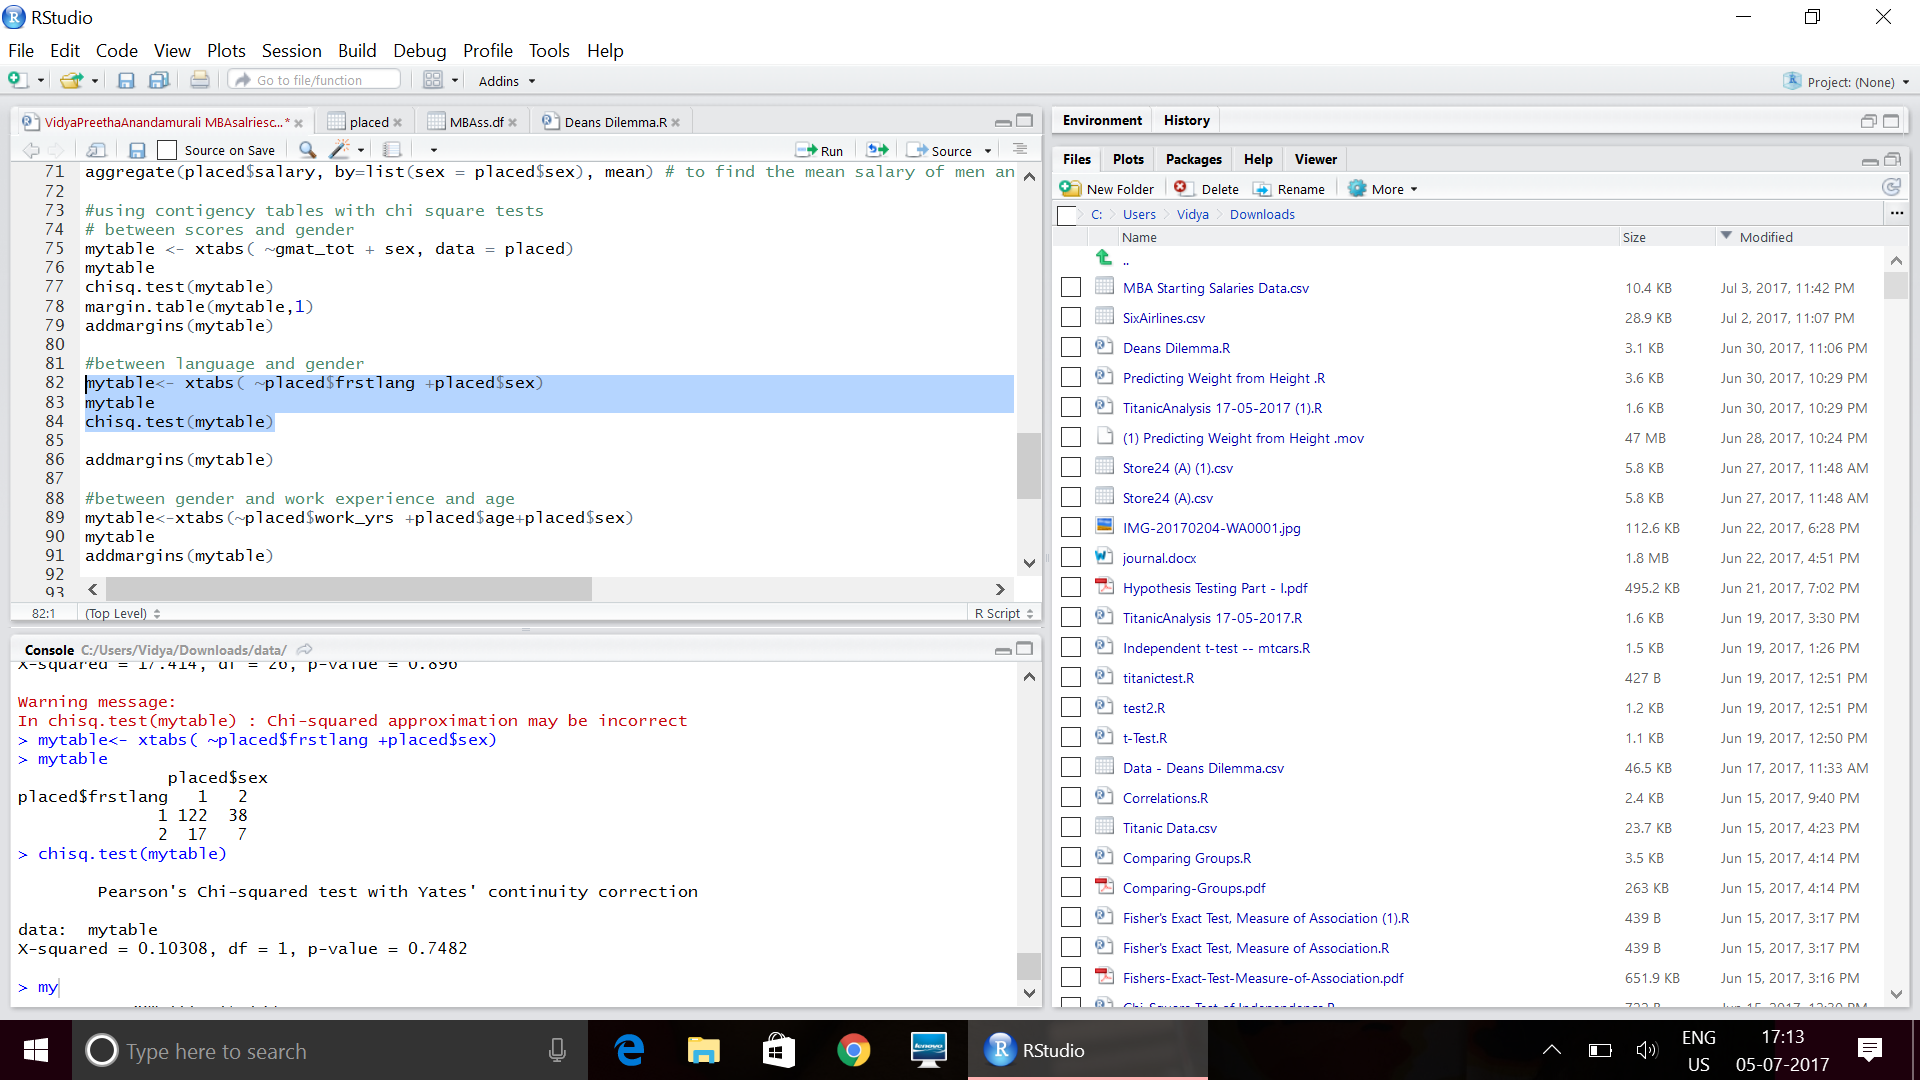 RStudio
File Edit Code View Plots Session Build Debug Profile Tools Help
Go to file/function Addins Project: (None)
VidyaPreethaAnandamurali MBAsalriesc...* placed MBAss.df Deans Dilemma.R
Source on Save Run Source
71 aggregate(placed$salary, by=list(sex = placed$sex), mean) # to find the mean salary of men an
72
73 #using contigency tables with chi square tests
74 # between scores and gender
75 mytable <- xtabs( ~gmat_tot + sex, data = placed)
76 mytable
77 chisq.test(mytable)
78 margin.table(mytable,1)
79 addmargins(mytable)
80
81 #between language and gender
82 mytable<- xtabs( ~placed$frstlang +placed$sex)
83 mytable
84 chisq.test(mytable)
85
86 addmargins(mytable)
87
88 #between gender and work experience and age
89 mytable<-xtabs(~placed$work_yrs +placed$age+placed$sex)
90 mytable
91 addmargins(mytable)
92
93
82:1 (Top Level) R Script
Console C:/Users/Vidya/Downloads/data/
X-squared = 17.414, df = 26, p-value = 0.896
Warning message:
In chisq.test(mytable) : Chi-squared approximation may be incorrect
> mytable<- xtabs( ~placed$frstlang +placed$sex)
> mytable
placed$sex
placed$frstlang 1 2
1 122 38
2 17 7
> chisq.test(mytable)
Pearson's Chi-squared test with Yates' continuity correction
data: mytable
X-squared = 0.10308, df = 1, p-value = 0.7482
> my
Environment History
Files Plots Packages Help Viewer
New Folder Delete Rename More
C: Users Vidya Downloads ...
Name Size Modified
..
MBA Starting Salaries Data.csv 10.4 KB Jul 3, 2017, 11:42 PM
SixAirlines.csv 28.9 KB Jul 2, 2017, 11:07 PM
Deans Dilemma.R 3.1 KB Jun 30, 2017, 11:06 PM
Predicting Weight from Height .R 3.6 KB Jun 30, 2017, 10:29 PM
TitanicAnalysis 17-05-2017 (1).R 1.6 KB Jun 30, 2017, 10:29 PM
(1) Predicting Weight from Height .mov 47 MB Jun 28, 2017, 10:24 PM
Store24 (A) (1).csv 5.8 KB Jun 27, 2017, 11:48 AM
Store24 (A).csv 5.8 KB Jun 27, 2017, 11:48 AM
IMG-20170204-WA0001.jpg 112.6 KB Jun 22, 2017, 6:28 PM
journal.docx 1.8 MB Jun 22, 2017, 4:51 PM
Hypothesis Testing Part - I.pdf 495.2 KB Jun 21, 2017, 7:02 PM
TitanicAnalysis 17-05-2017.R 1.6 KB Jun 19, 2017, 3:30 PM
Independent t-test -- mtcars.R 1.5 KB Jun 19, 2017, 1:26 PM
titanictest.R 427 B Jun 19, 2017, 12:51 PM
test2.R 1.2 KB Jun 19, 2017, 12:51 PM
t-Test.R 1.1 KB Jun 19, 2017, 12:50 PM
Data - Deans Dilemma.csv 46.5 KB Jun 17, 2017, 11:33 AM
Correlations.R 2.4 KB Jun 15, 2017, 9:40 PM
Titanic Data.csv 23.7 KB Jun 15, 2017, 4:23 PM
Comparing Groups.R 3.5 KB Jun 15, 2017, 4:14 PM
Comparing-Groups.pdf 263 KB Jun 15, 2017, 4:14 PM
Fisher's Exact Test, Measure of Association (1).R 439 B Jun 15, 2017, 3:17 PM
Fisher's Exact Test, Measure of Association.R 439 B Jun 15, 2017, 3:17 PM
Fishers-Exact-Test-Measure-of-Association.pdf 651.9 KB Jun 15, 2017, 3:16 PM
Type here to search lenovo RStudio ENG 17:13
US 05-07-2017